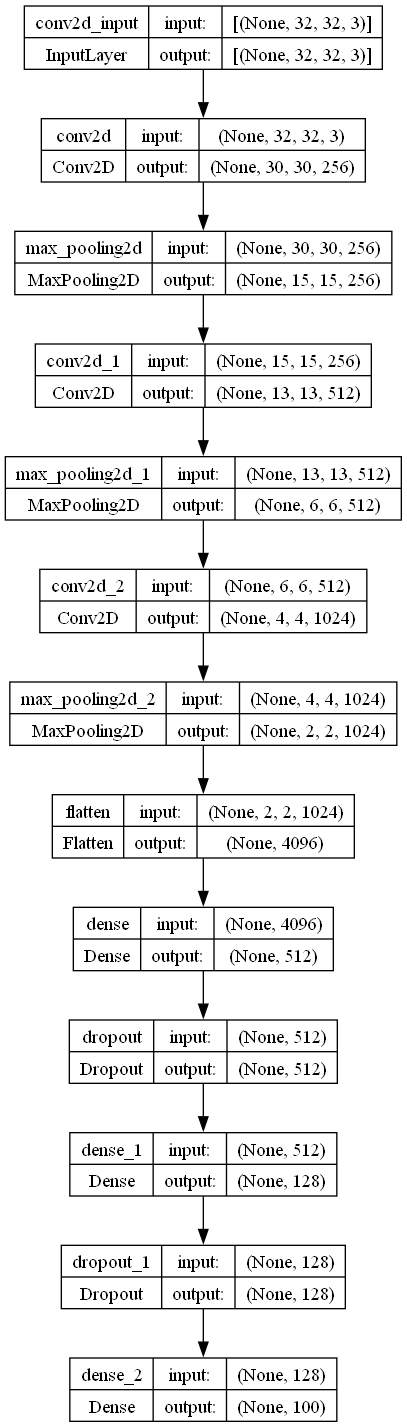 conv2d_input input: [(None, 32, 32, 3)]
InputLayer output: [(None, 32, 32, 3)]
conv2d input: (None, 32, 32, 3)
Conv2D output: (None, 30, 30, 256)
max_pooling2d input: (None, 30, 30, 256)
MaxPooling2D output: (None, 15, 15, 256)
conv2d_1 input: (None, 15, 15, 256)
Conv2D output: (None, 13, 13, 512)
max_pooling2d_1 input: (None, 13, 13, 512)
MaxPooling2D output: (None, 6, 6, 512)
conv2d_2 input: (None, 6, 6, 512)
Conv2D output: (None, 4, 4, 1024)
max_pooling2d_2 input: (None, 4, 4, 1024)
MaxPooling2D output: (None, 2, 2, 1024)
flatten input: (None, 2, 2, 1024)
Flatten output: (None, 4096)
dense input: (None, 4096)
Dense output: (None, 512)
dropout input: (None, 512)
Dropout output: (None, 512)
dense_1 input: (None, 512)
Dense output: (None, 128)
dropout_1 input: (None, 128)
Dropout output: (None, 128)
dense_2 input: (None, 128)
Dense output: (None, 100)